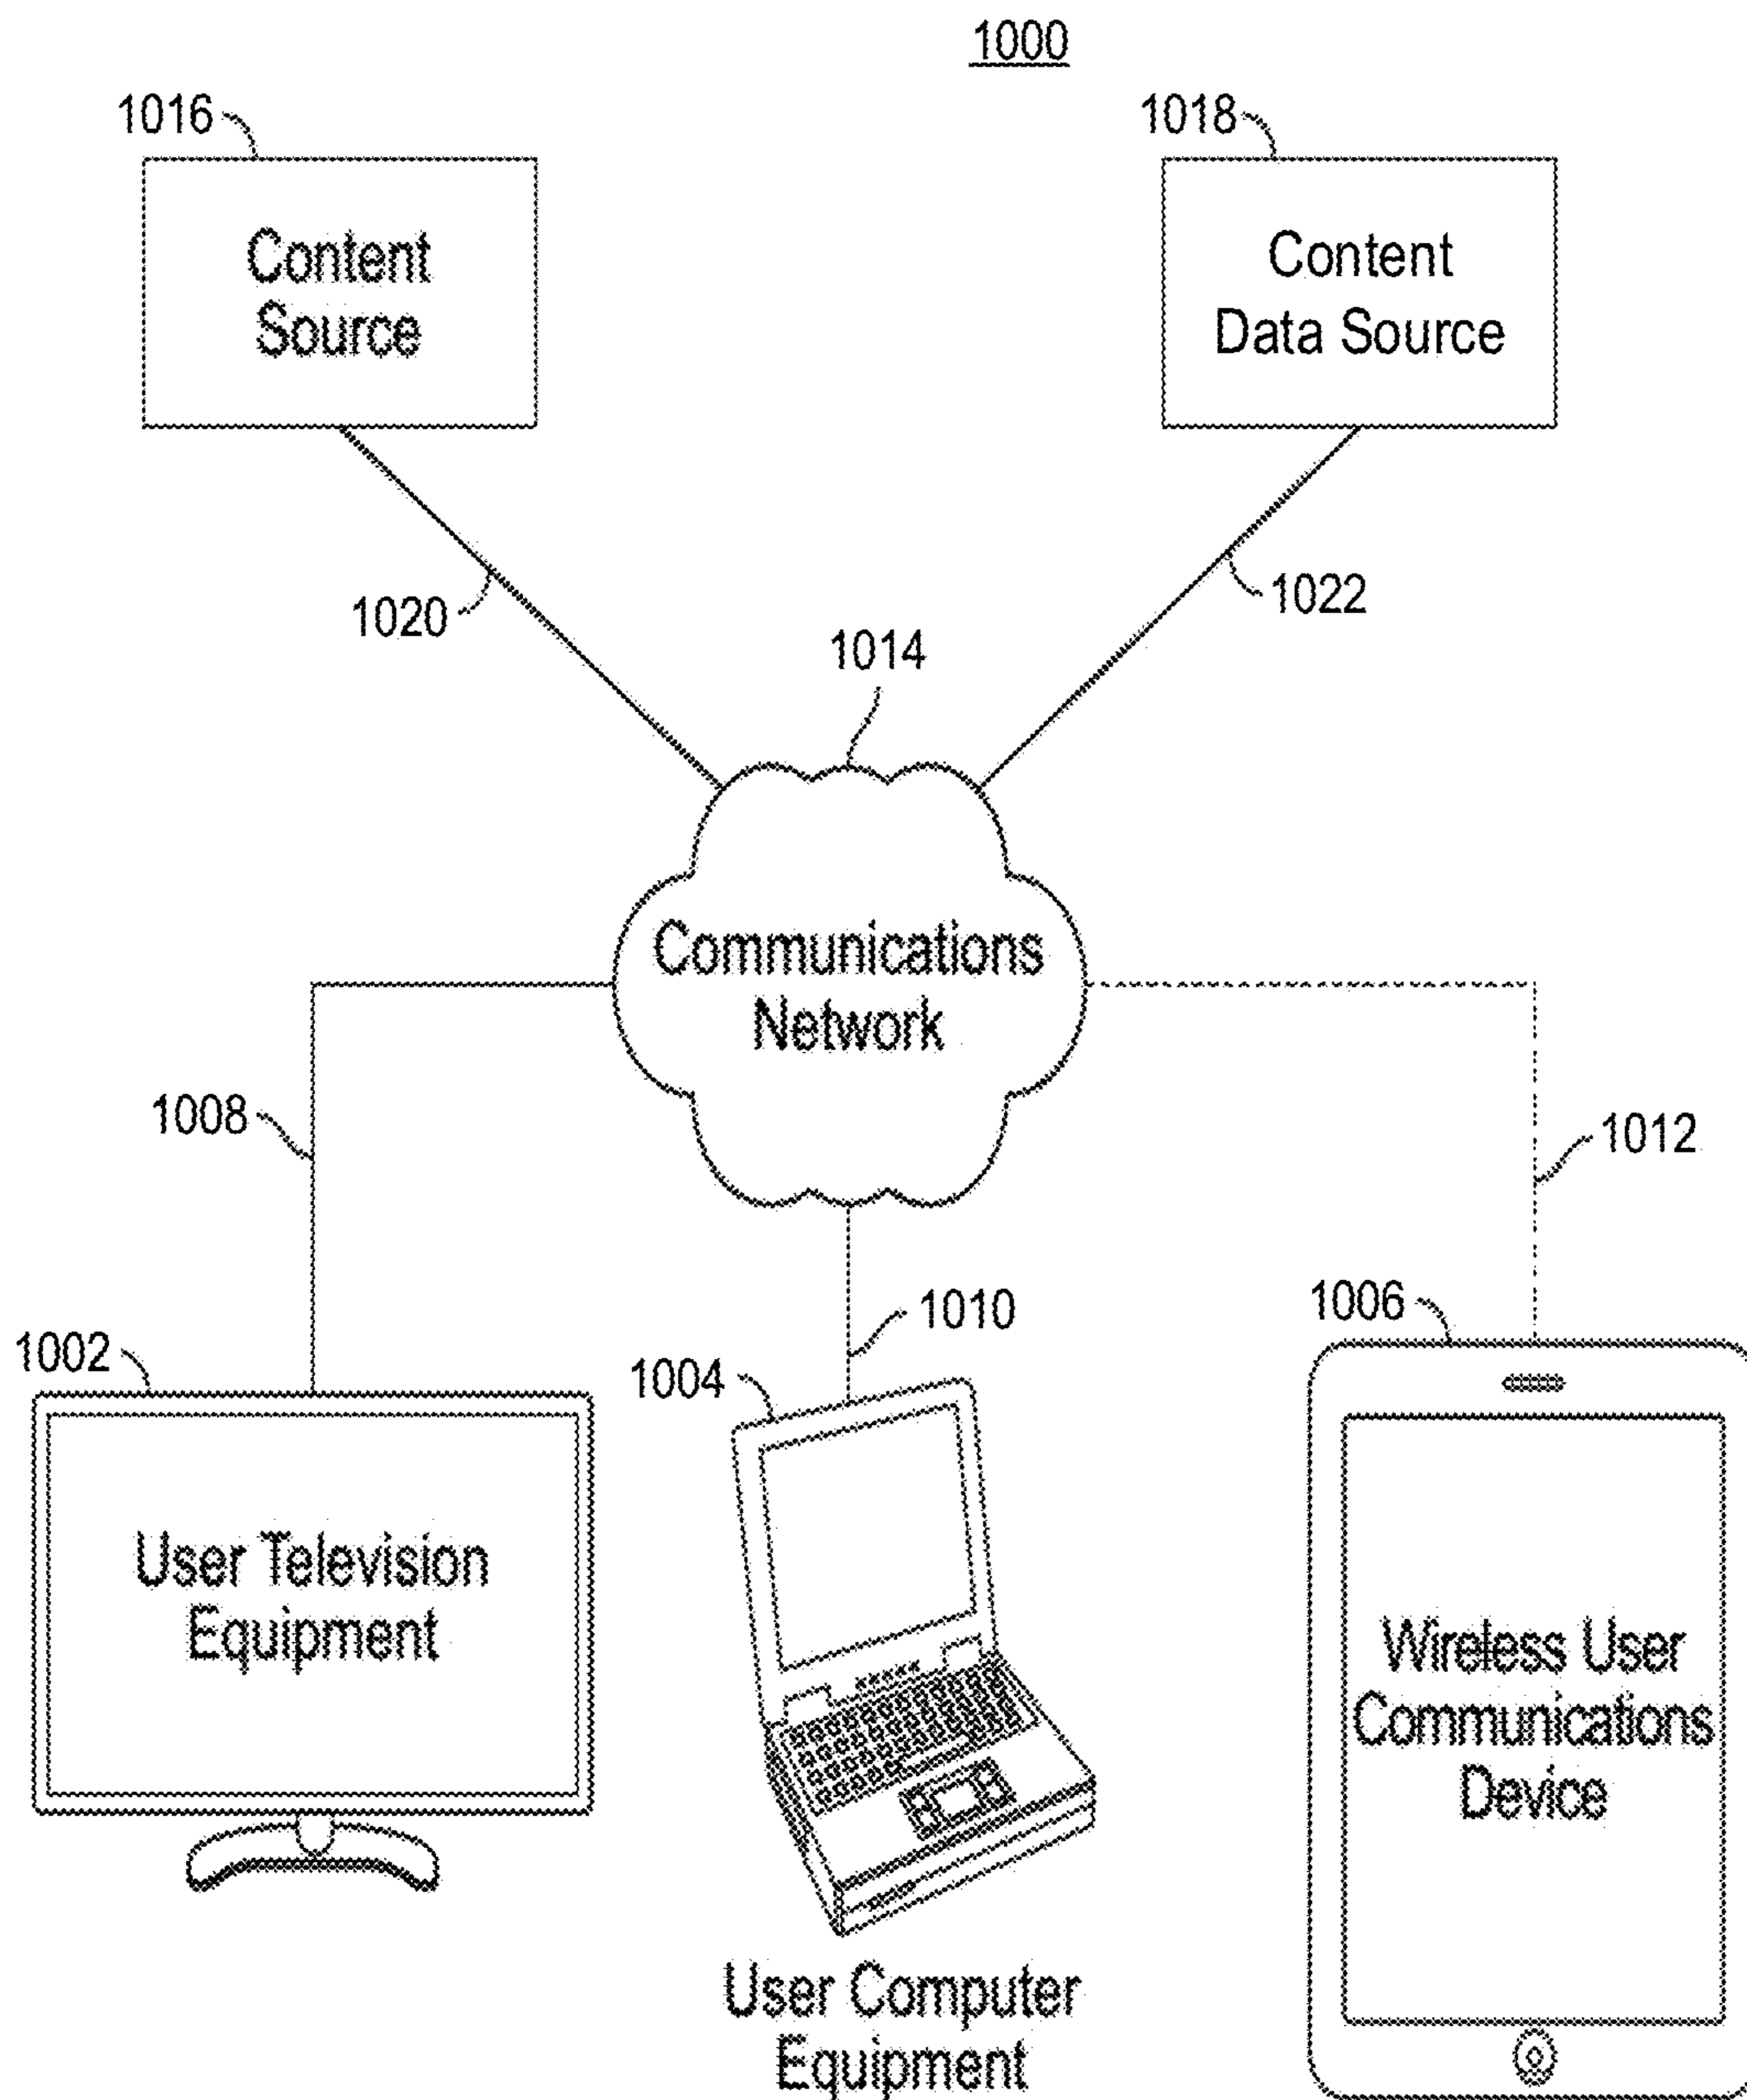 1000
1016
1018
Content
Source
Content
Data Source
1020
1022
1014
Communications
Network
1008
1012
1010
1006
1002
1004
User Television
Equipment
Wireless User
Communications
Device
User Computer
Equipment